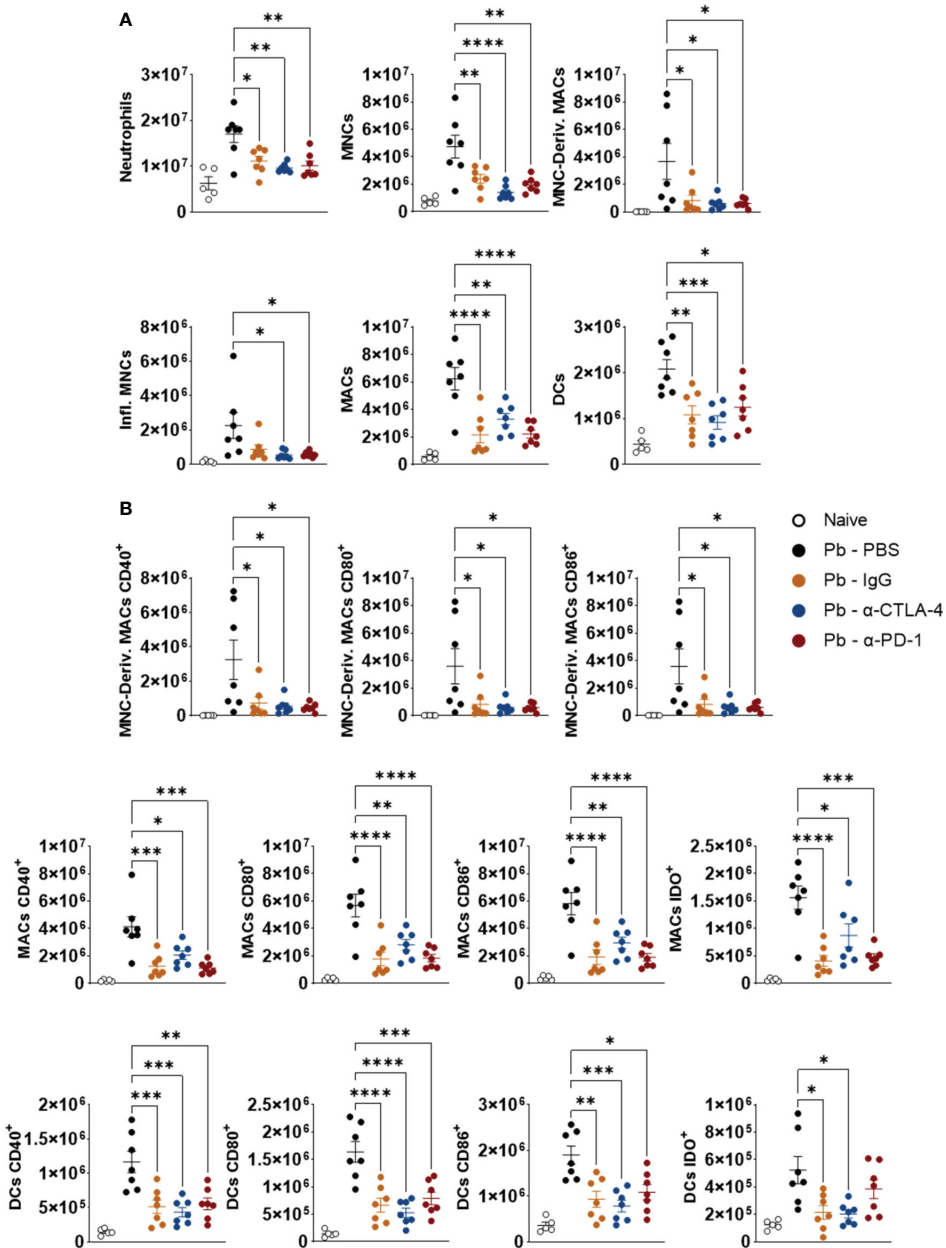 A
** ** *
** **** *
* ** *
Neutrophils
3×10⁷
2×10⁷
1×10⁷
0
MNCs
1×10⁷
8×10⁶
6×10⁶
4×10⁶
2×10⁶
0
MNC-Deriv. MACs
1×10⁷
8×10⁶
6×10⁶
4×10⁶
2×10⁶
0
* **** *
* ** ***
**** **
Infl. MNCs
8×10⁶
6×10⁶
4×10⁶
2×10⁶
0
MACs
1×10⁷
8×10⁶
6×10⁶
4×10⁶
2×10⁶
0
DCs
3×10⁶
2×10⁶
1×10⁶
0
B
* * *
* * *
* * *
MNC-Deriv. MACs CD40⁺
8×10⁶
6×10⁶
4×10⁶
2×10⁶
0
MNC-Deriv. MACs CD80⁺
1×10⁷
8×10⁶
6×10⁶
4×10⁶
2×10⁶
0
MNC-Deriv. MACs CD86⁺
1×10⁷
8×10⁶
6×10⁶
4×10⁶
2×10⁶
0
Naive
Pb - PBS
Pb - IgG
Pb - α-CTLA-4
Pb - α-PD-1
*** **** **** ***
* ** ** *
*** **** **** ****
MACs CD40⁺
1×10⁷
8×10⁶
6×10⁶
4×10⁶
2×10⁶
0
MACs CD80⁺
1×10⁷
8×10⁶
6×10⁶
4×10⁶
2×10⁶
0
MACs CD86⁺
1×10⁷
8×10⁶
6×10⁶
4×10⁶
2×10⁶
0
MACs IDO⁺
2.5×10⁶
2×10⁶
1.5×10⁶
1×10⁶
5×10⁵
0
** *** * *
*** **** *** *
*** **** **
DCs CD40⁺
2×10⁶
1.5×10⁶
1×10⁶
5×10⁵
0
DCs CD80⁺
2.5×10⁶
2×10⁶
1.5×10⁶
1×10⁶
5×10⁵
0
DCs CD86⁺
3×10⁶
2×10⁶
1×10⁶
0
DCs IDO⁺
1×10⁶
8×10⁵
6×10⁵
4×10⁵
2×10⁵
0